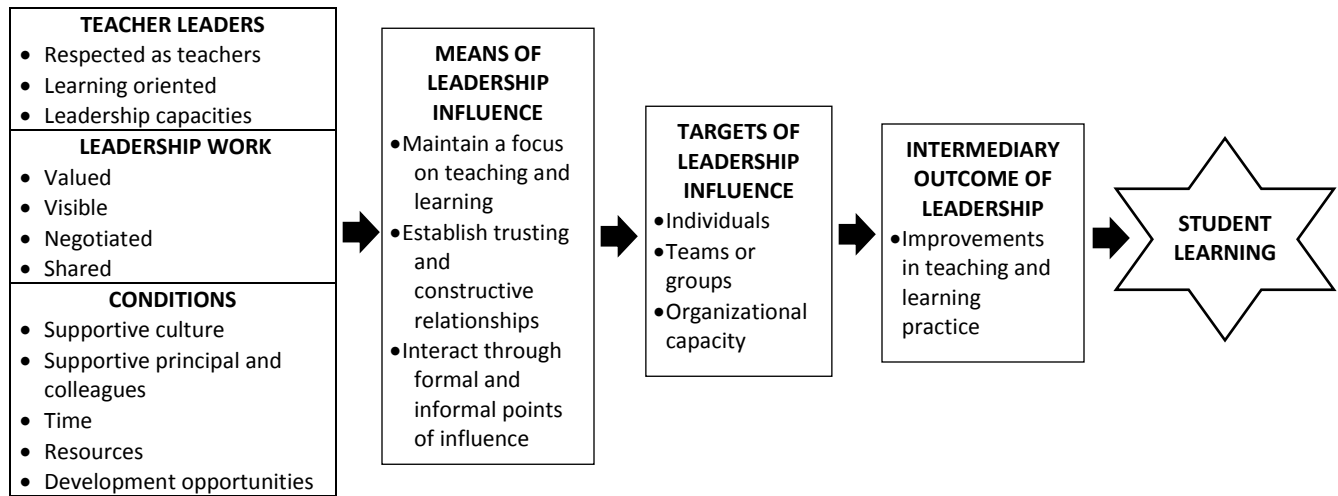 TEACHER LEADERS
• Respected as teachers
• Learning oriented
• Leadership capacities
LEADERSHIP WORK
• Valued
• Visible
• Negotiated
• Shared
CONDITIONS
• Supportive culture
• Supportive principal and
colleagues
• Time
• Resources
• Development opportunities
MEANS OF
LEADERSHIP
INFLUENCE
•Maintain a focus
on teaching and
learning
•Establish trusting
and
constructive
relationships
•Interact through
formal and
informal points
of influence
TARGETS OF
LEADERSHIP
INFLUENCE
•Individuals
•Teams or
groups
•Organizational
capacity
INTERMEDIARY
OUTCOME OF
LEADERSHIP
•Improvements
in teaching and
learning
practice
STUDENT
LEARNING